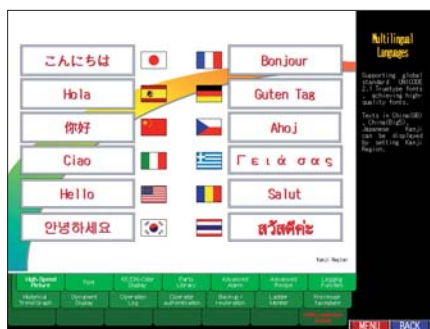 Multilingual
Languages
こんにちは
Bonjour
Hola
Guten Tag
你好
Ahoj
Ciao
Γειά σας
Hello
Salut
안녕하세요
สวัสดีค่ะ
Supporting global
standard UNICODE
2.1 Truetype fonts
, achieving high-
quality fonts.
Texts in China(GB)
, China(Big5),
Japanese Kanji
can be displayed
by setting Kanji
Region.
Kanji Region
High-Speed
Picture
Font
Color
Display
Parts
Library
Advanced
Alarm
Advanced
Recipe
Logging
Function
Historical
Trend Graph
Document
Display
Operation
Log
Operator
authentication
Backup /
restoration
Ladder
Monitor
MENU
BACK